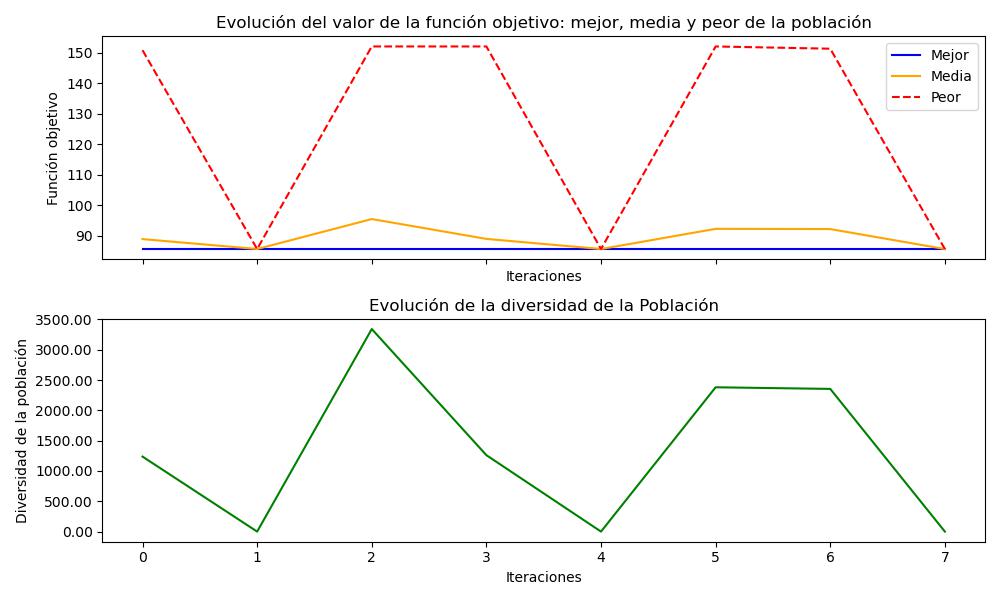 Evolución del valor de la función objetivo: mejor, media y peor de la población
150
140
130
120
110
100
90
Función objetivo
Mejor
Media
Peor
Iteraciones
Evolución de la diversidad de la Población
3500.00
3000.00
2500.00
2000.00
1500.00
1000.00
500.00
0.00
Diversidad de la población
0 1 2 3 4 5 6 7
Iteraciones